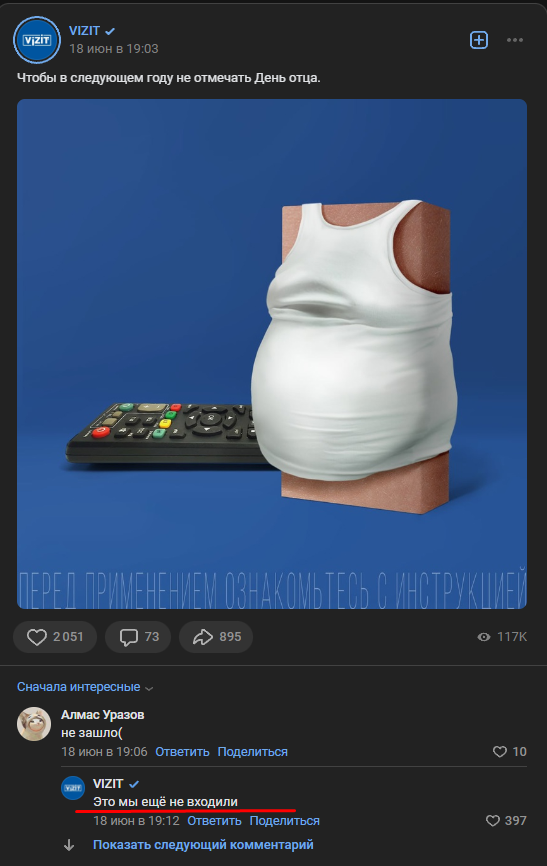 VIZIT
18 июн в 19:03
Чтобы в следующем году не отмечать День отца.
ПЕРЕД ПРИМЕНЕНИЕМ ОЗНАКОМЬТЕСЬ С ИНСТРУКЦИЕЙ
2 051
73
895
117K
Сначала интересные
Алмас Уразов
не зашло(
18 июн в 19:06 Ответить Поделиться 10
VIZIT
VIZIT
Это мы ещё не входили
18 июн в 19:12 Ответить Поделиться 397
Показать следующий комментарий